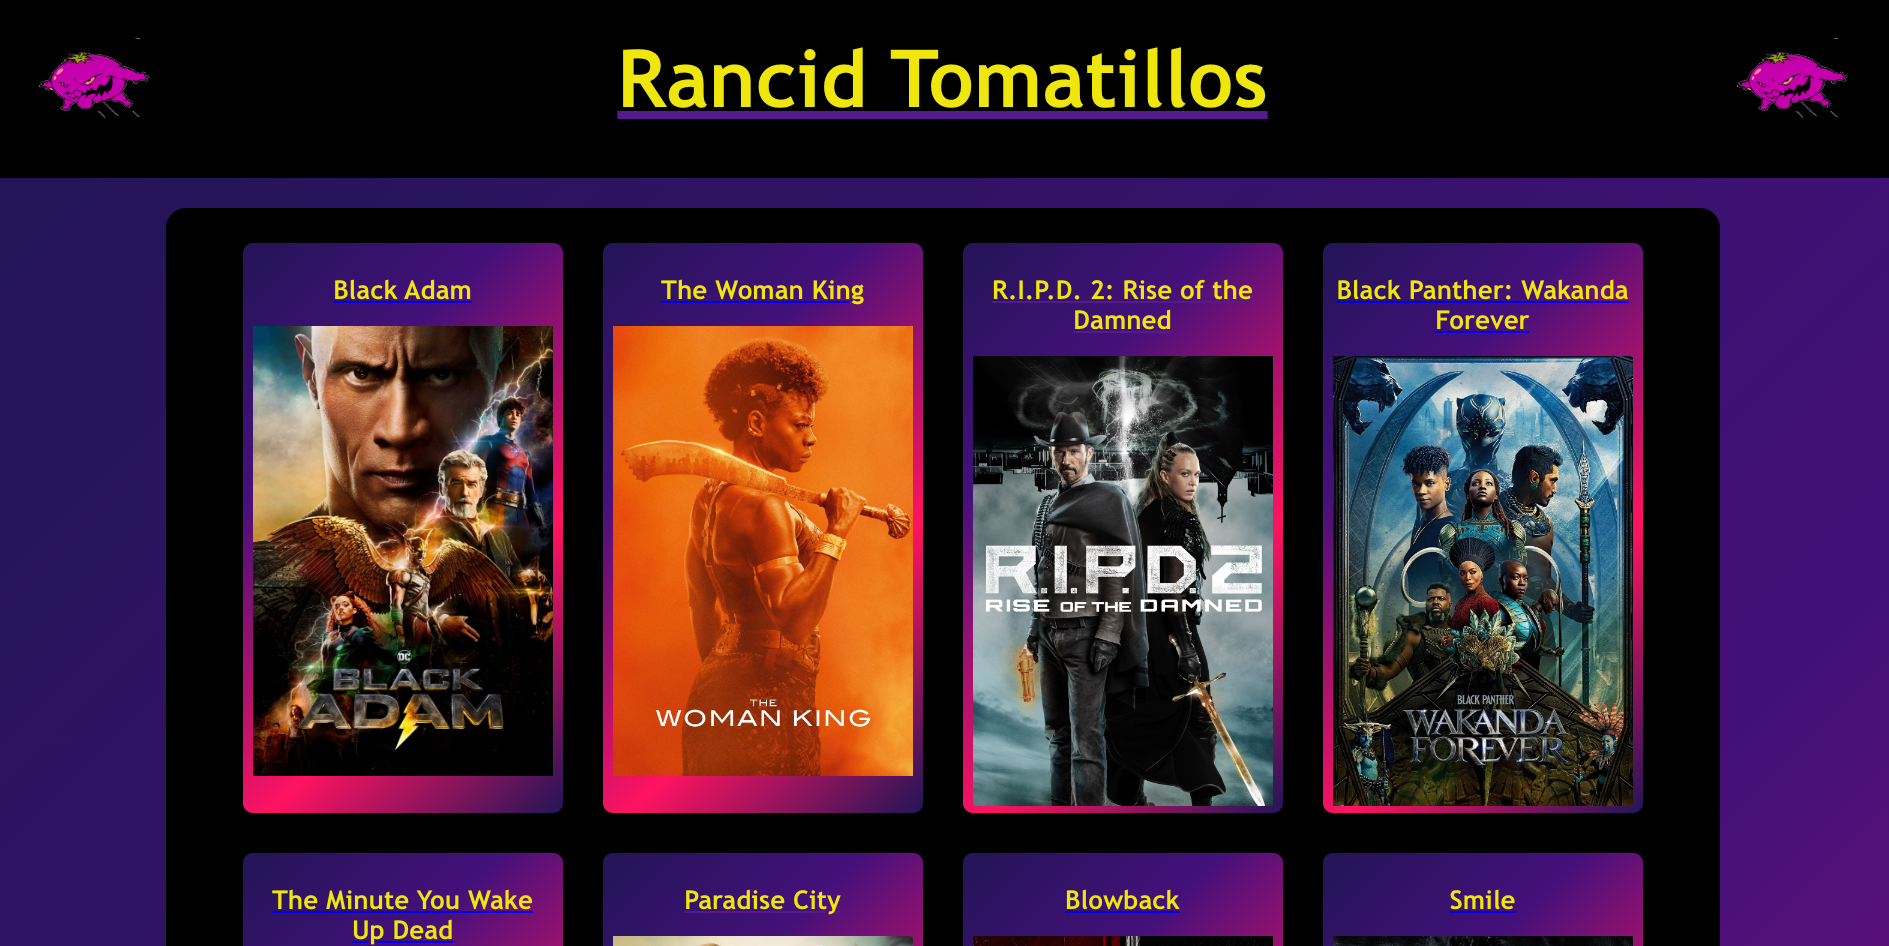 Rancid Tomatillos
Black Adam
The Woman King
R.I.P.D. 2: Rise of the
Damned
Black Panther: Wakanda
Forever
DC
BLACK
ADAM
THE
WOMAN KING
R.I.P.D.2
RISE OF THE DAMNED
BLACK PANTHER
WAKANDA
FOREVER
The Minute You Wake
Up Dead
Paradise City
Blowback
Smile